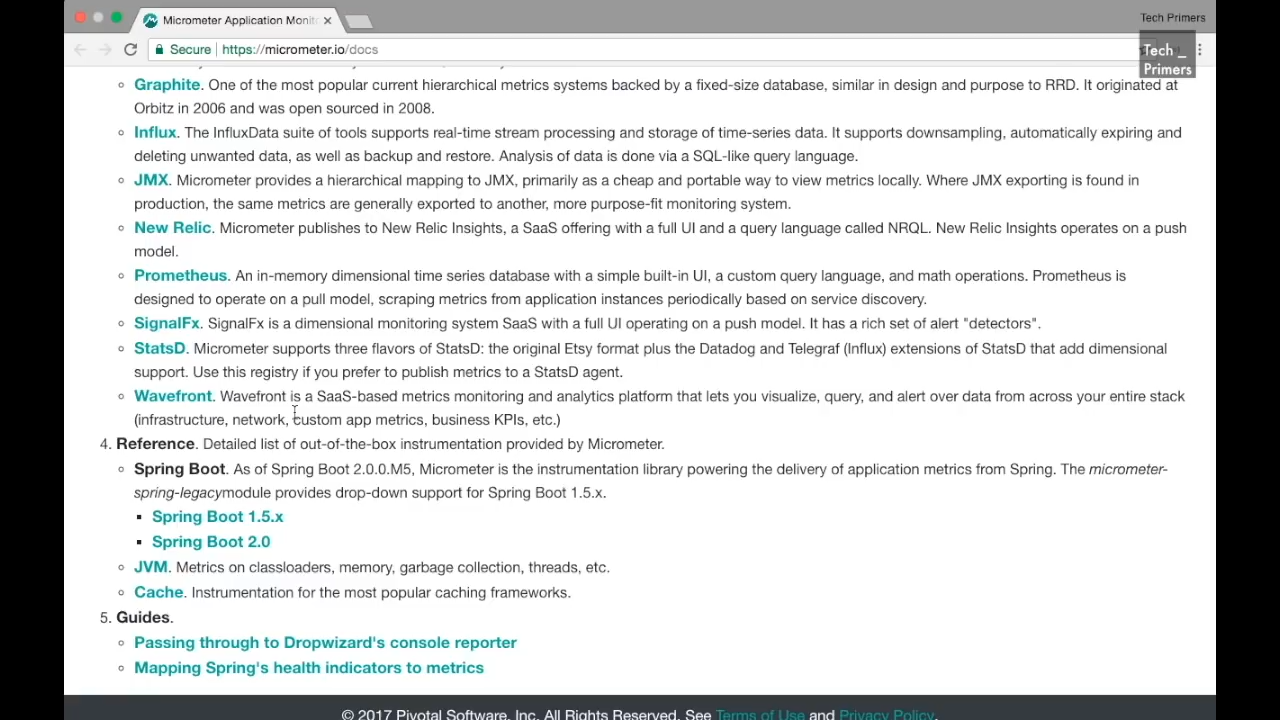 Micrometer Application Monit
Tech Primers
Secure
https://micrometer.io/docs
Tech _
Primers
Graphite. One of the most popular current hierarchical metrics systems backed by a fixed-size database, similar in design and purpose to RRD. It originated at
Orbitz in 2006 and was open sourced in 2008.
Influx. The InfluxData suite of tools supports real-time stream processing and storage of time-series data. It supports downsampling, automatically expiring and
deleting unwanted data, as well as backup and restore. Analysis of data is done via a SQL-like query language.
JMX. Micrometer provides a hierarchical mapping to JMX, primarily as a cheap and portable way to view metrics locally. Where JMX exporting is found in
production, the same metrics are generally exported to another, more purpose-fit monitoring system.
New Relic. Micrometer publishes to New Relic Insights, a SaaS offering with a full UI and a query language called NRQL. New Relic Insights operates on a push
model.
Prometheus. An in-memory dimensional time series database with a simple built-in UI, a custom query language, and math operations. Prometheus is
designed to operate on a pull model, scraping metrics from application instances periodically based on service discovery.
SignalFx. SignalFx is a dimensional monitoring system SaaS with a full UI operating on a push model. It has a rich set of alert "detectors".
StatsD. Micrometer supports three flavors of StatsD: the original Etsy format plus the Datadog and Telegraf (Influx) extensions of StatsD that add dimensional
support. Use this registry if you prefer to publish metrics to a StatsD agent.
Wavefront. Wavefront is a SaaS-based metrics monitoring and analytics platform that lets you visualize, query, and alert over data from across your entire stack
(infrastructure, network, custom app metrics, business KPIs, etc.)
4. Reference. Detailed list of out-of-the-box instrumentation provided by Micrometer.
Spring Boot. As of Spring Boot 2.0.0.M5, Micrometer is the instrumentation library powering the delivery of application metrics from Spring. The micrometer-
spring-legacymodule provides drop-down support for Spring Boot 1.5.x.
Spring Boot 1.5.x
Spring Boot 2.0
JVM. Metrics on classloaders, memory, garbage collection, threads, etc.
Cache. Instrumentation for the most popular caching frameworks.
5. Guides.
Passing through to Dropwizard's console reporter
Mapping Spring's health indicators to metrics
© 2017 Pivotal Software, Inc. All Rights Reserved. See Terms of Use and Privacy Policy.